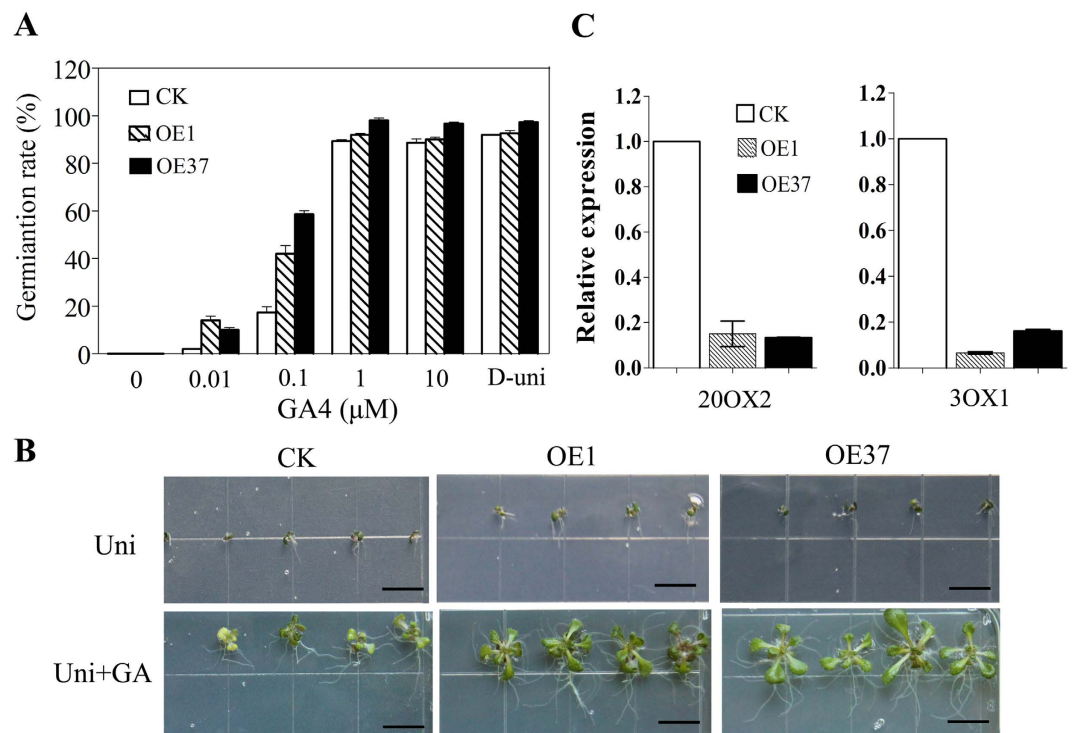 A
Germiantion rate (%)
120
100
80
60
40
20
0
CK
OE1
OE37
0 0.01 0.1 1 10 D-uni
GA4 (μM)
C
Relative expression
1.2
1.0
0.8
0.6
0.4
0.2
0.0
20OX2
CK
OE1
OE37
1.2
1.0
0.8
0.6
0.4
0.2
0.0
3OX1
B
CK OE1 OE37
Uni
Uni+GA